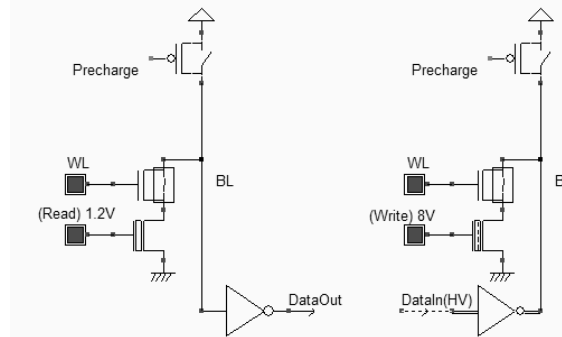 Precharge
WL
BL
(Read) 1.2V
DataOut
Precharge
WL
(Write) 8V
DataIn(HV)